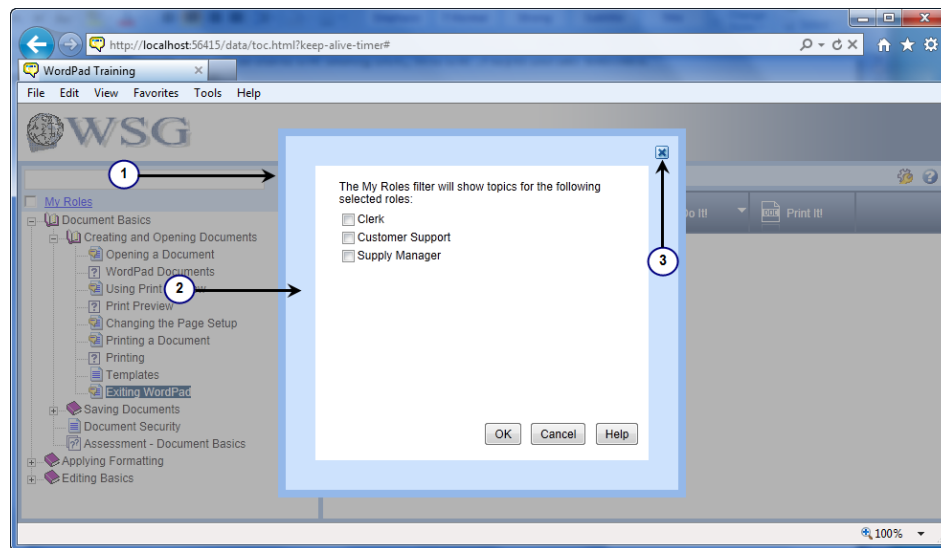 http://localhost:56415/data/toc.html?keep-alive-timer#
WordPad Training
File Edit View Favorites Tools Help
WSG
1
My Roles
Document Basics
Creating and Opening Documents
Opening a Document
WordPad Documents
Using Print
2
Print Preview
Changing the Page Setup
Printing a Document
Printing
Templates
Exiting WordPad
Saving Documents
Document Security
Assessment - Document Basics
Applying Formatting
Editing Basics
The My Roles filter will show topics for the following
selected roles:
Clerk
Customer Support
Supply Manager
OK Cancel Help
3
Print It!
100%